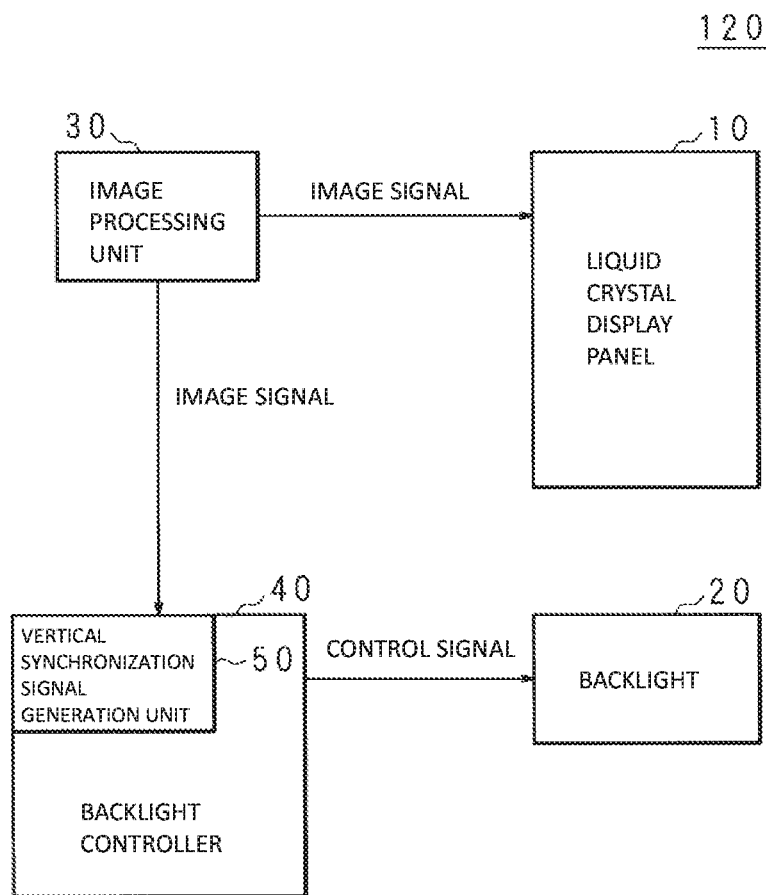 120
30
10
IMAGE
PROCESSING
UNIT
IMAGE SIGNAL
LIQUID
CRYSTAL
DISPLAY
PANEL
IMAGE SIGNAL
40
20
VERTICAL
SYNCHRONIZATION
SIGNAL
GENERATION UNIT
50
CONTROL SIGNAL
BACKLIGHT
BACKLIGHT
CONTROLLER